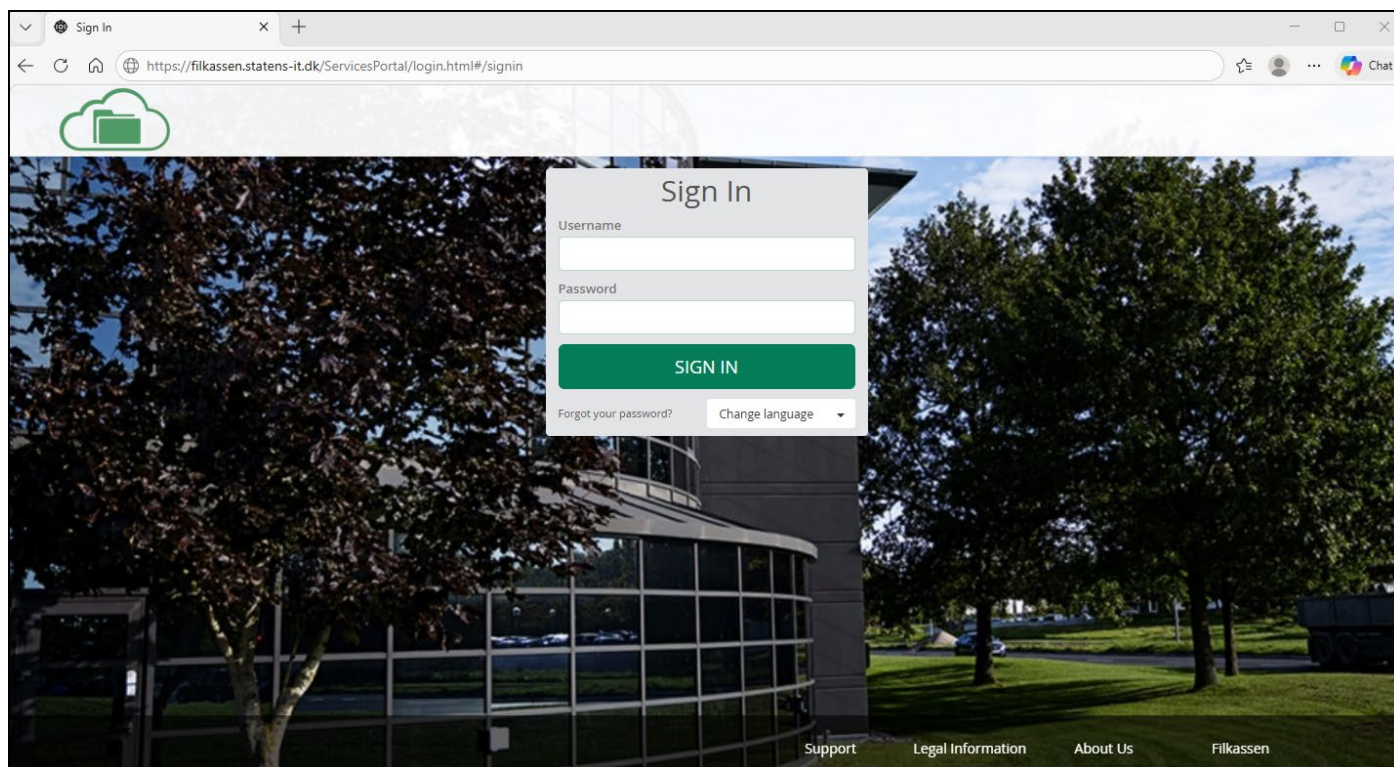 Sign In
https://filkassen.statens-it.dk/ServicesPortal/login.html#/signin
Chat
Sign In
Username
Password
SIGN IN
Forgot your password? Change language
Support Legal Information About Us Filkassen